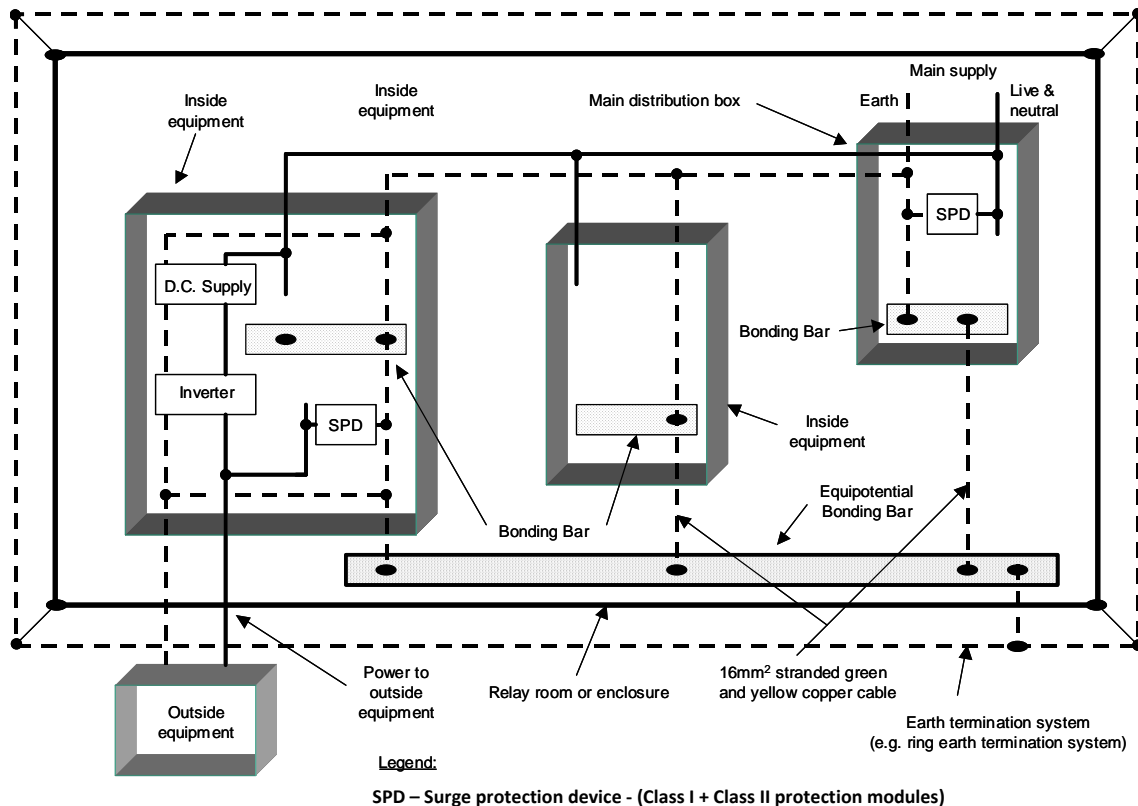 Main supply
Inside
equipment
Inside
equipment
Main distribution box
Earth
Live &
neutral
SPD
D.C. Supply
Bonding Bar
Inverter
SPD
Inside
equipment
Equipotential
Bonding Bar
Bonding Bar
Power to
outside
equipment
Relay room or enclosure
16mm² stranded green
and yellow copper cable
Outside
equipment
Earth termination system
(e.g. ring earth termination system)
Legend:
SPD – Surge protection device - (Class I + Class II protection modules)